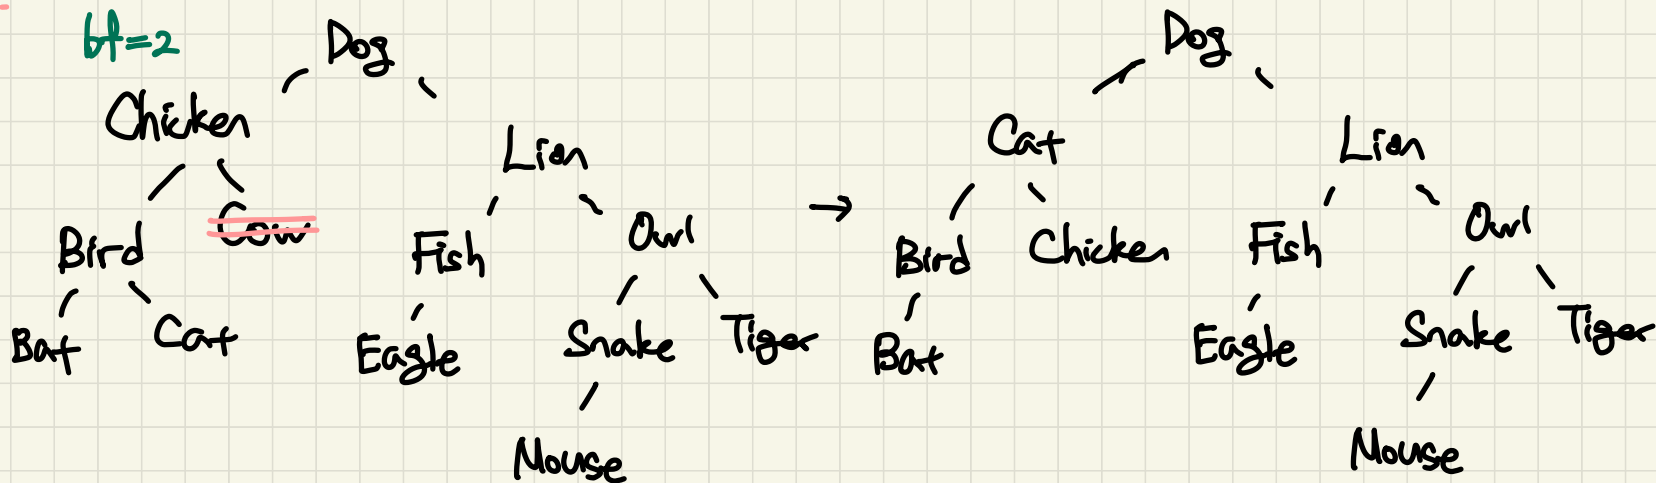 bf=2
Dog
Chicken
Lion
Bird
Cow
Fish
Owl
Bat
Cat
Eagle
Snake
Tiger
Mouse
→
Dog
Cat
Lion
Bird
Chicken
Fish
Owl
Bat
Eagle
Snake
Tiger
Mouse